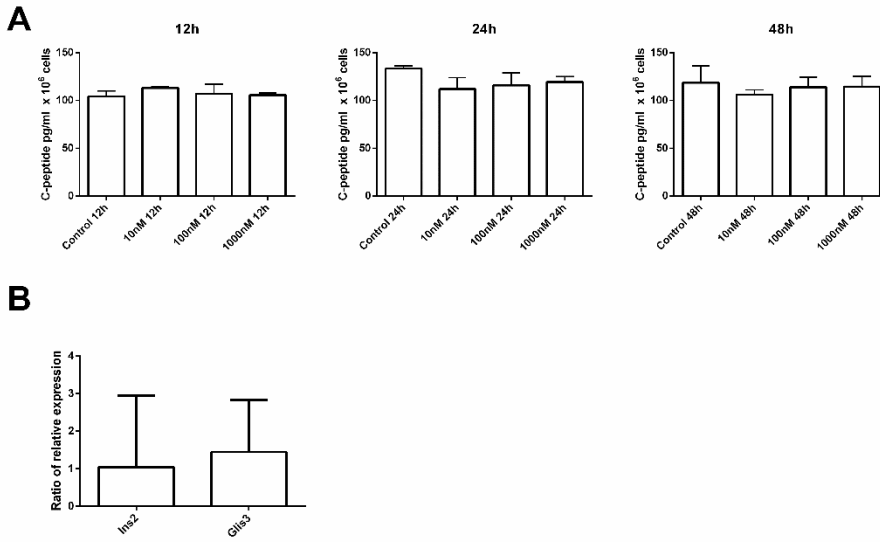 A
12h
C-peptide pg/ml x 10⁶ cells
150
100
50
0
Control 12h
10nM 12h
100nM 12h
1000nM 12h
24h
C-peptide pg/ml x 10⁶ cells
150
100
50
0
Control 24h
10nM 24h
100nM 24h
1000nM 24h
48h
C-peptide pg/ml x 10⁶ cells
150
100
50
0
Control 48h
10nM 48h
100nM 48h
1000nM 48h
B
Ratio of relative expression
4
3
2
1
0
Ins2
Glis3